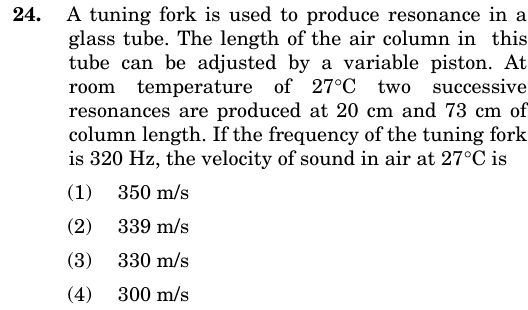 24. A tuning fork is used to produce resonance in a
glass tube. The length of the air column in this
tube can be adjusted by a variable piston. At
room temperature of 27°C two successive
resonances are produced at 20 cm and 73 cm of
column length. If the frequency of the tuning fork
is 320 Hz, the velocity of sound in air at 27°C is
(1) 350 m/s
(2) 339 m/s
(3) 330 m/s
(4) 300 m/s